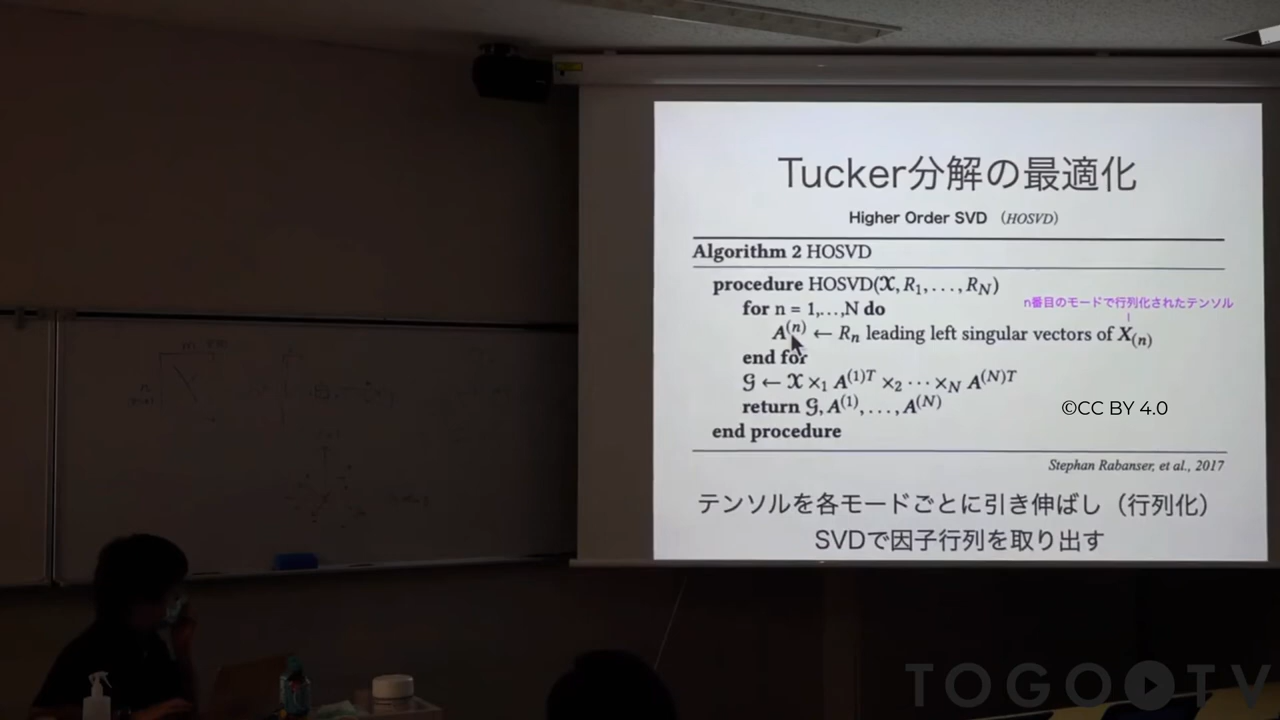 Tucker分解の最適化
Higher Order SVD (HOSVD)
Algorithm 2 HOSVD
procedure HOSVD(𝒳, R₁, . . . , R_N)
n番目のモードで行列化されたテンソル
for n = 1,...,N do
A⁽ⁿ⁾ ← Rₙ leading left singular vectors of X₍ₙ₎
end for
𝒢 ← 𝒳 ×₁ A⁽¹⁾ᵀ ×₂ ··· ×_N A⁽ᴺ⁾ᵀ
return 𝒢, A⁽¹⁾, . . . , A⁽ᴺ⁾
©CC BY 4.0
end procedure
Stephan Rabanser, et al., 2017
テンソルを各モードごとに引き伸ばし（行列化）
SVDで因子行列を取り出す
TOGO TV